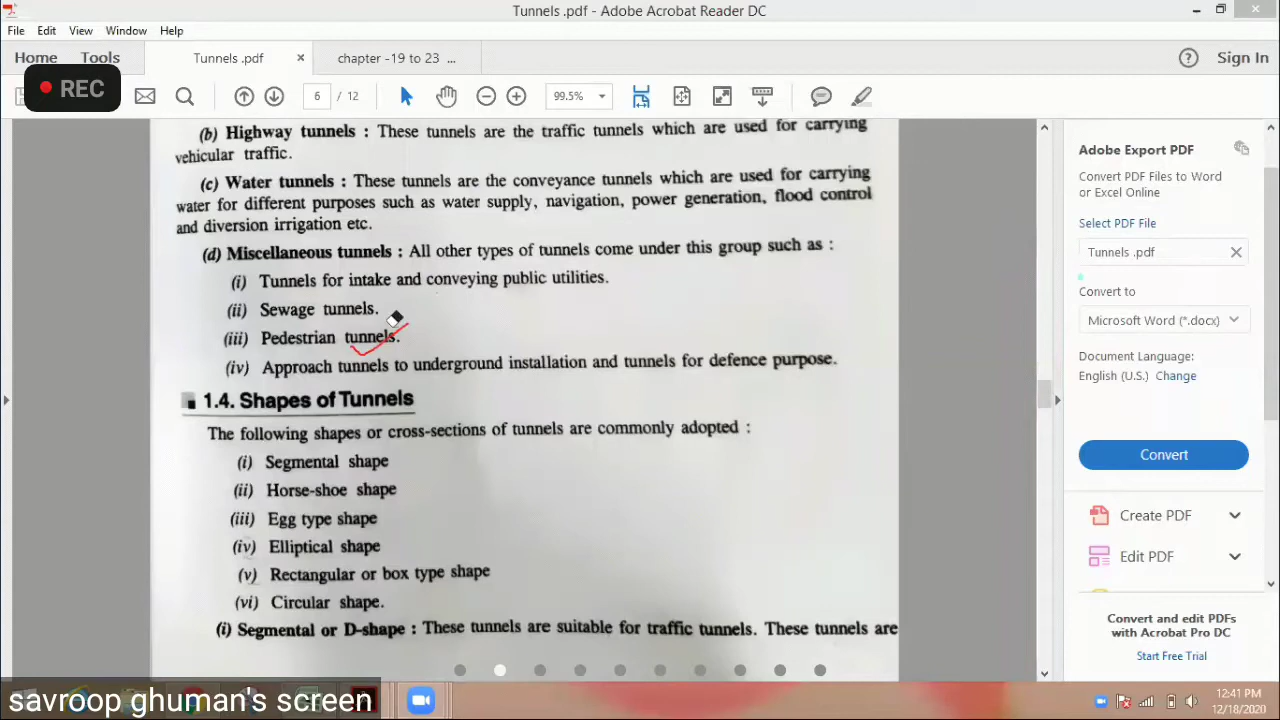 Tunnels .pdf - Adobe Acrobat Reader DC
File Edit View Window Help
Home Tools Tunnels .pdf × chapter -19 to 23 ... Sign In
REC 6 / 12 99.5%
(b) Highway tunnels : These tunnels are the traffic tunnels which are used for carrying
vehicular traffic.
(c) Water tunnels : These tunnels are the conveyance tunnels which are used for carrying
water for different purposes such as water supply, navigation, power generation, flood control
and diversion irrigation etc.
(d) Miscellaneous tunnels : All other types of tunnels come under this group such as :
(i) Tunnels for intake and conveying public utilities.
(ii) Sewage tunnels.
(iii) Pedestrian tunnels.
(iv) Approach tunnels to underground installation and tunnels for defence purpose.
1.4. Shapes of Tunnels
The following shapes or cross-sections of tunnels are commonly adopted :
(i) Segmental shape
(ii) Horse-shoe shape
(iii) Egg type shape
(iv) Elliptical shape
(v) Rectangular or box type shape
(vi) Circular shape.
(i) Segmental or D-shape : These tunnels are suitable for traffic tunnels. These tunnels are
Adobe Export PDF
Convert PDF Files to Word
or Excel Online
Select PDF File
Tunnels .pdf
Convert to
Microsoft Word (*.docx)
Document Language:
English (U.S.) Change
Convert
Create PDF
Edit PDF
Convert and edit PDFs
with Acrobat Pro DC
Start Free Trial
savroop ghuman's screen
12:41 PM
12/18/2020